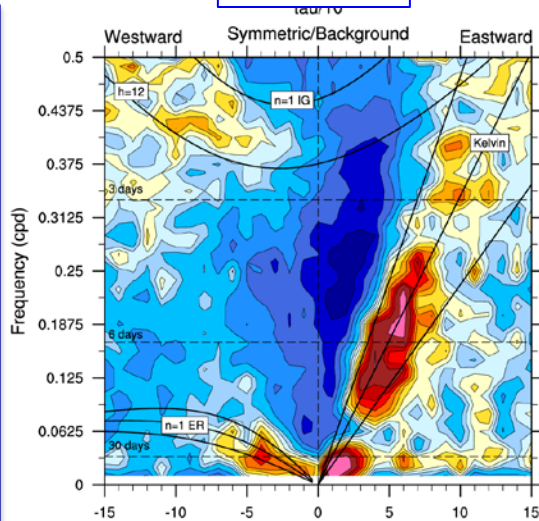 tau/10
Westward Symmetric/Background Eastward
0.5
h=12
n=1 IG
0.4375
Kelvin
0.375
3 days
0.3125
Frequency (cpd)
0.25
0.1875
6 days
0.125
0.0625
n=1 ER
30 days
0
-15 -10 -5 0 5 10 15